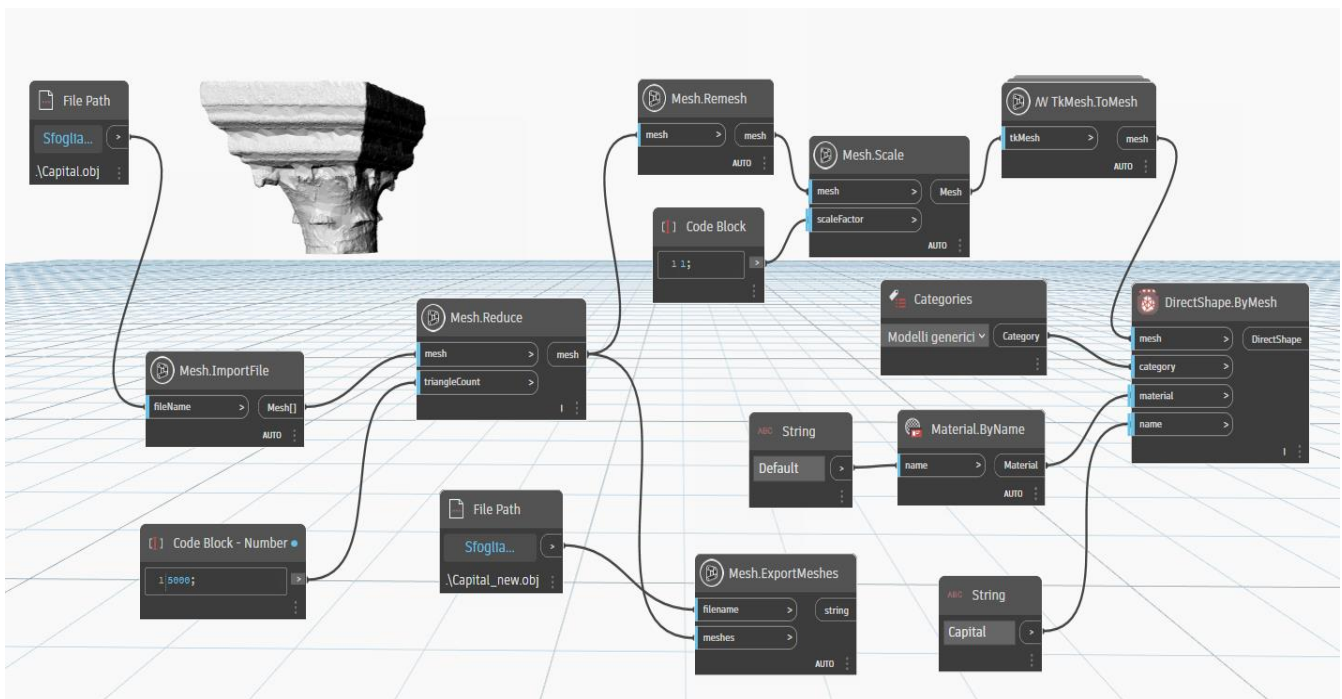 File Path
Sfoglia...
>
.\Capital.obj
Mesh.ImportFile
fileName >
Mesh[]
AUTO
[ ] Code Block - Number
1 5000;
>
Mesh.Reduce
mesh >
mesh
triangleCount >
I
File Path
Sfoglia...
>
.\Capital_new.obj
Mesh.Remesh
mesh >
mesh
AUTO
[ ] Code Block
1 1;
>
Mesh.Scale
mesh >
Mesh
scaleFactor >
AUTO
TkMesh.ToMesh
tkMesh >
mesh
AUTO
Categories
Modelli generici
Category
ABC String
Default
>
Material.ByName
name >
Material
AUTO
Mesh.ExportMeshes
filename >
string
meshes >
AUTO
ABC String
Capital
>
DirectShape.ByMesh
mesh >
DirectShape
category >
material >
name >
I